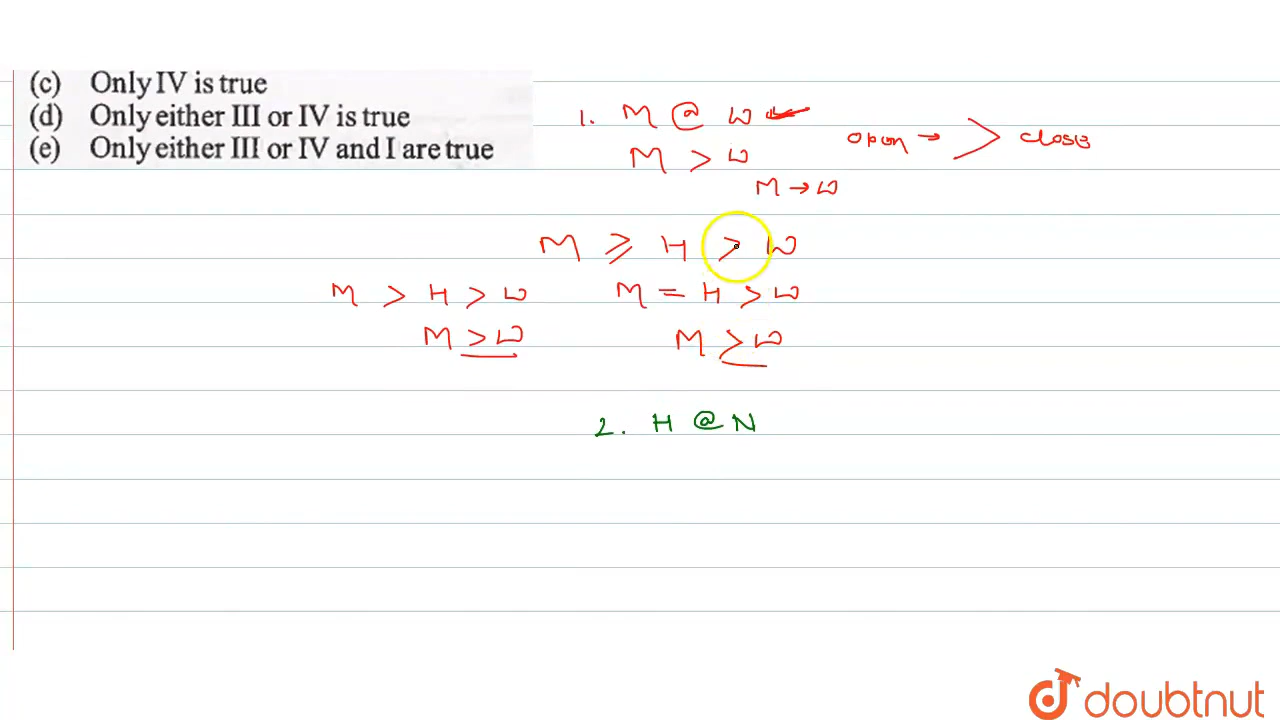 (c) Only IV is true
(d) Only either III or IV is true
(e) Only either III or IV and I are true
1. M @ W
M > W
M → W
open → > close
M ⩾ H > W
M > H > W
M = H > W
M > W
M > W
2. H @ N
doubtnut